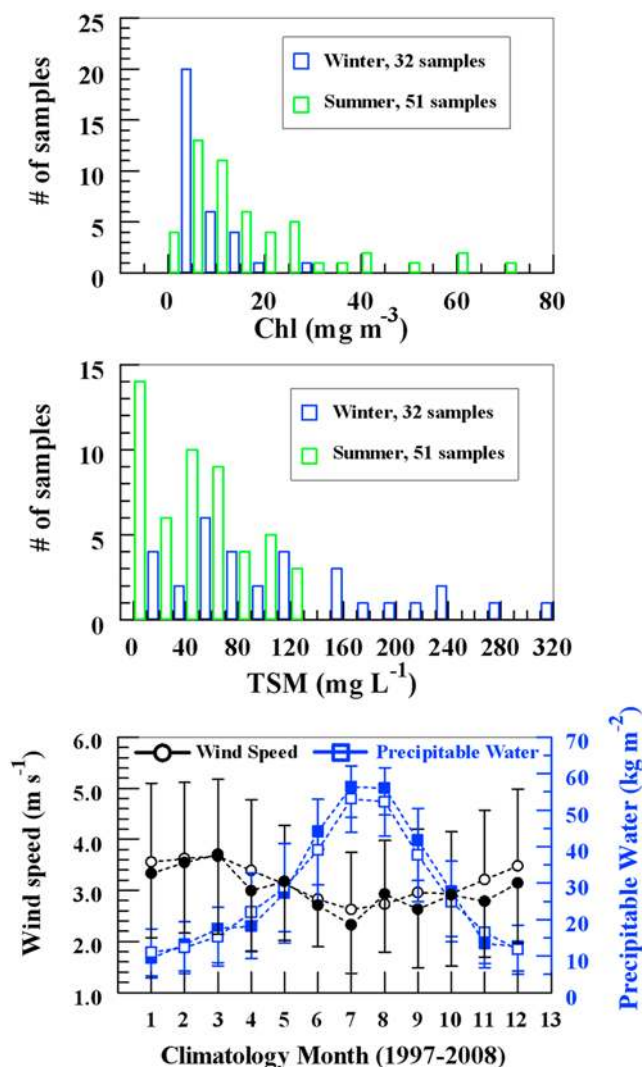 25
20
15
10
5
0
# of samples
Winter, 32 samples
Summer, 51 samples
0 20 40 60 80
Chl (mg m⁻³)
15
10
5
0
# of samples
Winter, 32 samples
Summer, 51 samples
0 40 80 120 160 200 240 280 320
TSM (mg L⁻¹)
6.0
5.0
4.0
3.0
2.0
1.0
Wind speed (m s⁻¹)
Wind Speed
Precipitable Water
70
60
50
40
30
20
10
0
Precipitable Water (kg m⁻²)
1 2 3 4 5 6 7 8 9 10 11 12 13
Climatology Month (1997-2008)